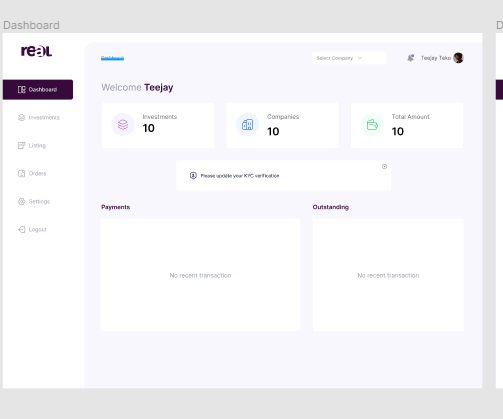 Dashboard
D
real
Dashboard
Select Company
Teejay Teko
Dashboard
Welcome Teejay
Investments
10
Companies
10
Total Amount
10
Investments
Listing
Orders
Settings
Logout
Please update your KYC verification
Payments
Outstanding
No recent transaction
No recent transaction